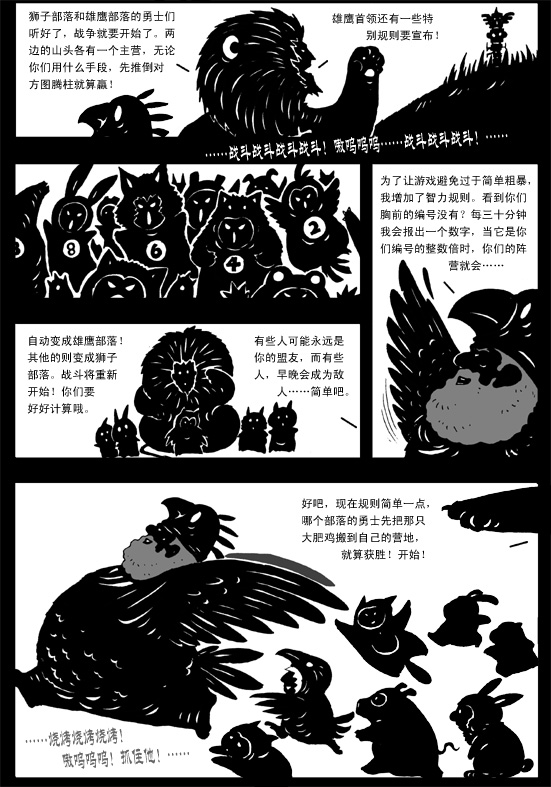 狮子部落和雄鹰部落的勇士们
听好了，战争就要开始了。两
边的山头各有一个主营，无论
你们用什么手段，先推倒对
方图腾柱就算赢！
雄鹰首领还有一些特
别规则要宣布！
……战斗战斗战斗战斗！嗷呜呜呜……战斗战斗战斗！……
8
6
4
2
为了让游戏避免过于简单粗暴，
我增加了智力规则。看到你们
胸前的编号没有？每三十分钟
我会报出一个数字，当它是你
们编号的整数倍时，你们的阵
营就会……
自动变成雄鹰部落！
其他的则变成狮子
部落。战斗将重新
开始！你们要
好好计算哦。
有些人可能永远是
你的盟友，而有些
人，早晚会成为敌
人……简单吧。
好吧，现在规则简单一点，
哪个部落的勇士先把那只
大肥鸡搬到自己的营地，
就算获胜！开始！
……烧烤烧烤烧烤！
嗷呜呜呜！抓住他！……